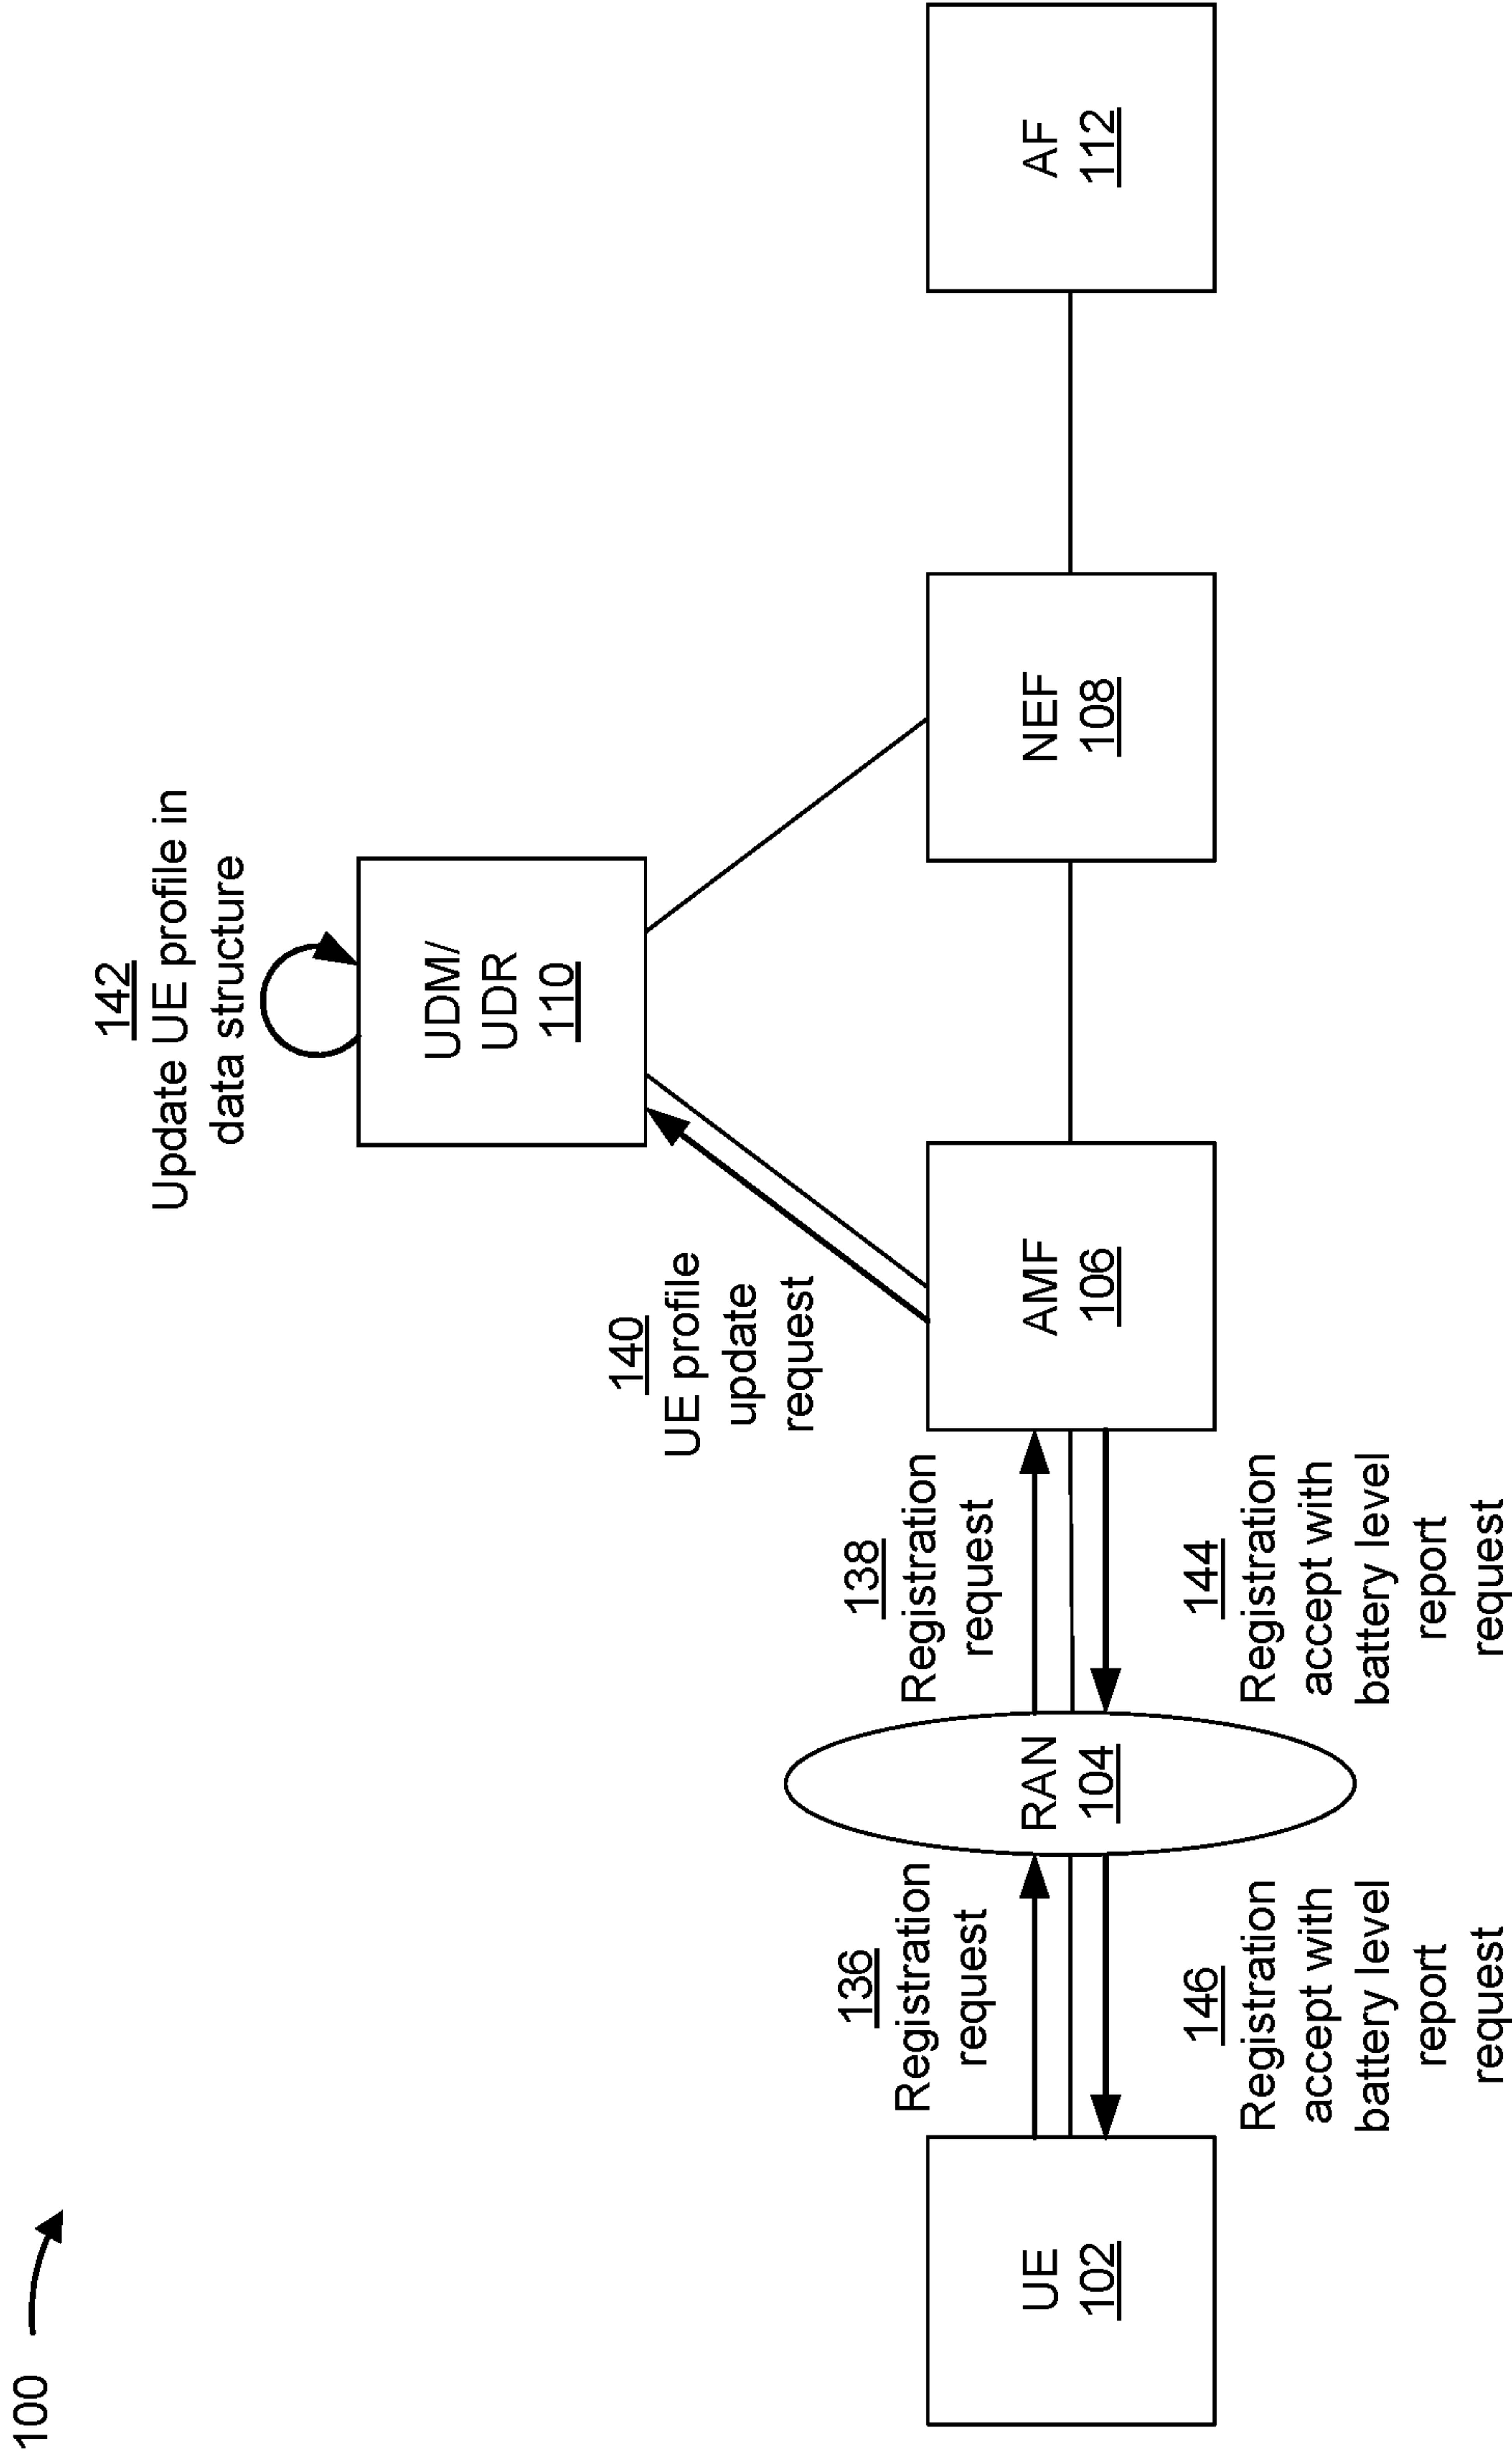 100
142
Update UE profile in
data structure
UDM/
UDR
110
140
UE profile
update
request
136
Registration
request
138
Registration
request
UE
102
RAN
104
AMF
106
NEF
108
AF
112
146
Registration
accept with
battery level
report
request
144
Registration
accept with
battery level
report
request